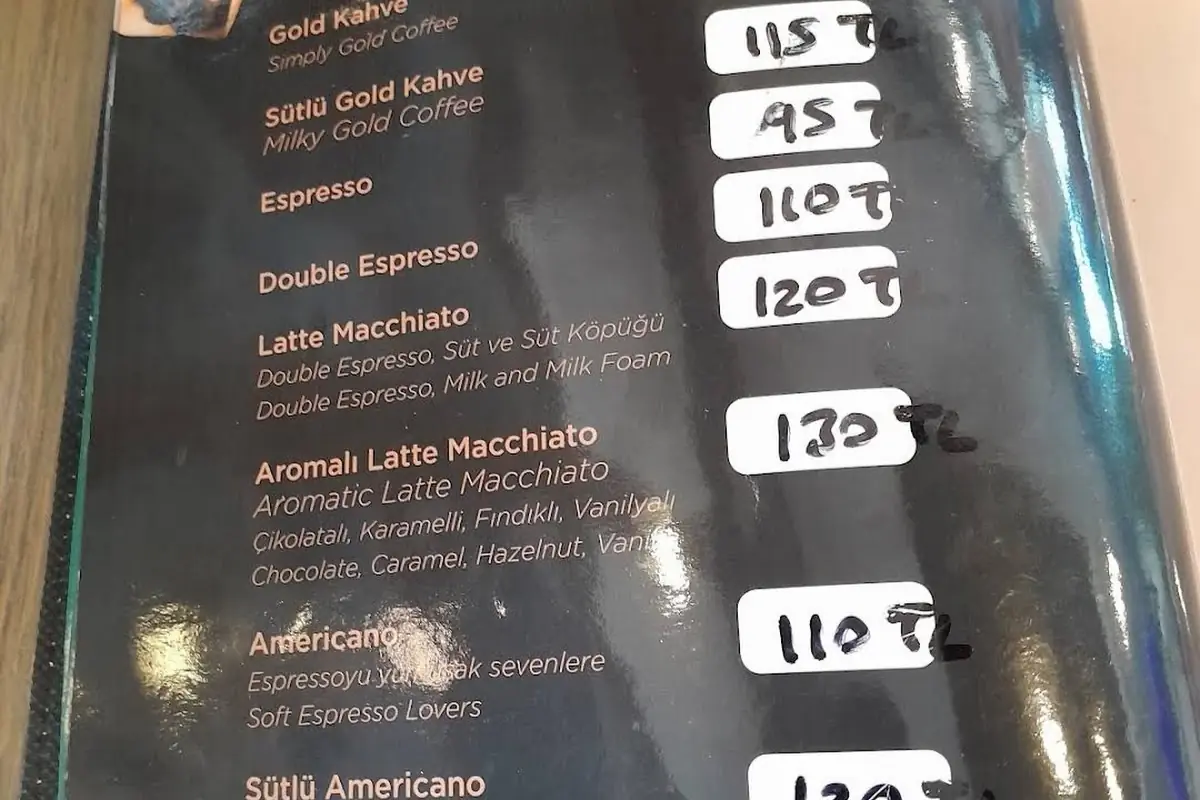 Gold Kahve
Simply Gold Coffee
Sütlü Gold Kahve 115 TL
Milky Gold Coffee
Espresso 95 TL
Double Espresso 110 T
Latte Macchiato 120 T
Double Espresso, Süt ve Süt Köpüğü
Double Espresso, Milk and Milk Foam
Aromalı Latte Macchiato 130 TL
Aromatic Latte Macchiato
Çikolatalı, Karamelli, Fındıklı, Vanilyalı
Chocolate, Caramel, Hazelnut,
Americano 110 TL
Espressoyu sevenlere
Soft Espresso Lovers
Sütlü Americano